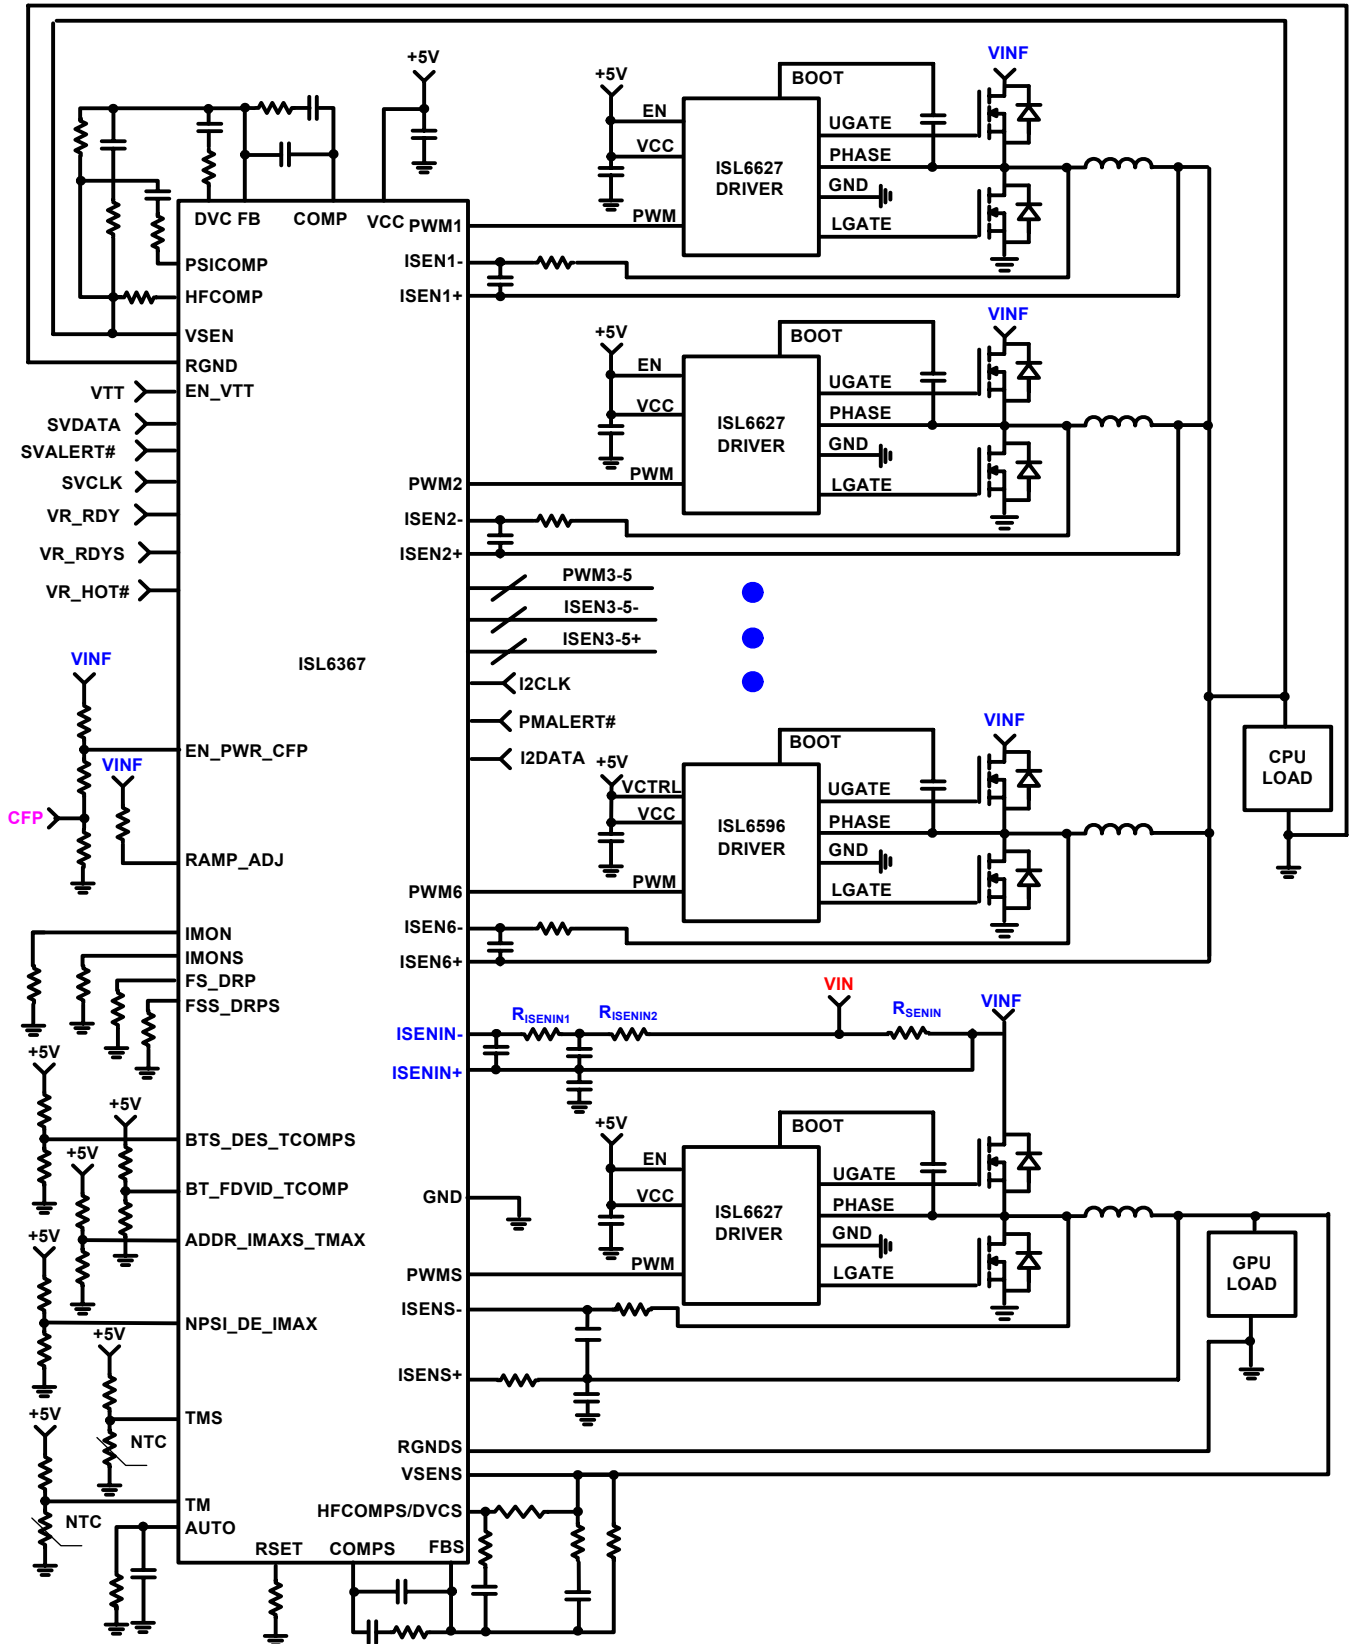 +5V
DVC FB
COMP
VCC
PWM1
PSICOMP
HFCOMP
VSEN
RGND
EN_VTT
VTT
SVDATA
SVALERT#
SVCLK
VR_RDY
VR_RDYS
VR_HOT#
VINF
EN_PWR_CFP
VINF
CFP
RAMP_ADJ
IMON
IMONS
FS_DRP
FSS_DRPS
+5V
+5V
BTS_DES_TCOMPS
+5V
BT_FDVID_TCOMP
+5V
ADDR_IMAXS_TMAX
NPSI_DE_IMAX
+5V
+5V
TMS
NTC
TM
NTC
AUTO
RSET
COMPS
FBS
ISL6367
ISEN1-
ISEN1+
PWM2
ISEN2-
ISEN2+
PWM3-5
ISEN3-5-
ISEN3-5+
I2CLK
PMALERT#
I2DATA
PWM6
ISEN6-
ISEN6+
ISENIN-
ISENIN+
GND
PWMS
ISENS-
ISENS+
RGNDS
VSENS
HFCOMPS/DVCS
+5V
EN
VCC
PWM
BOOT
ISL6627
DRIVER
UGATE
PHASE
GND
LGATE
VINF
+5V
EN
VCC
PWM
BOOT
ISL6627
DRIVER
UGATE
PHASE
GND
LGATE
VINF
+5V
VCTRL
VCC
PWM
BOOT
ISL6596
DRIVER
UGATE
PHASE
GND
LGATE
VINF
CPU
LOAD
RISENIN1
RISENIN2
VIN
RSENIN
VINF
+5V
EN
VCC
PWM
BOOT
ISL6627
DRIVER
UGATE
PHASE
GND
LGATE
GPU
LOAD